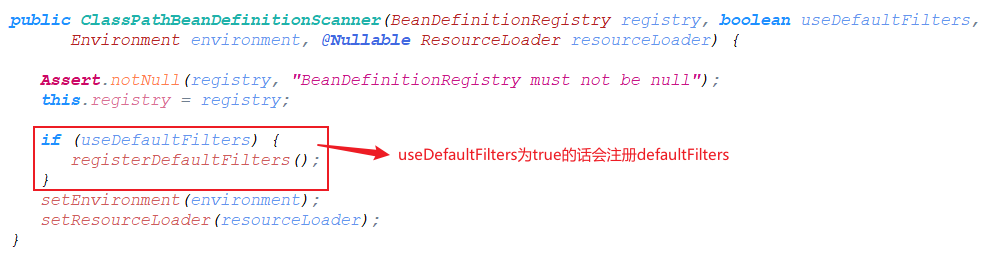 public ClassPathBeanDefinitionScanner(BeanDefinitionRegistry registry, boolean useDefaultFilters,
Environment environment, @Nullable ResourceLoader resourceLoader) {
Assert.notNull(registry, "BeanDefinitionRegistry must not be null");
this.registry = registry;
if (useDefaultFilters) {
registerDefaultFilters();
}
useDefaultFilters为true的话会注册defaultFilters
setEnvironment(environment);
setResourceLoader(resourceLoader);
}